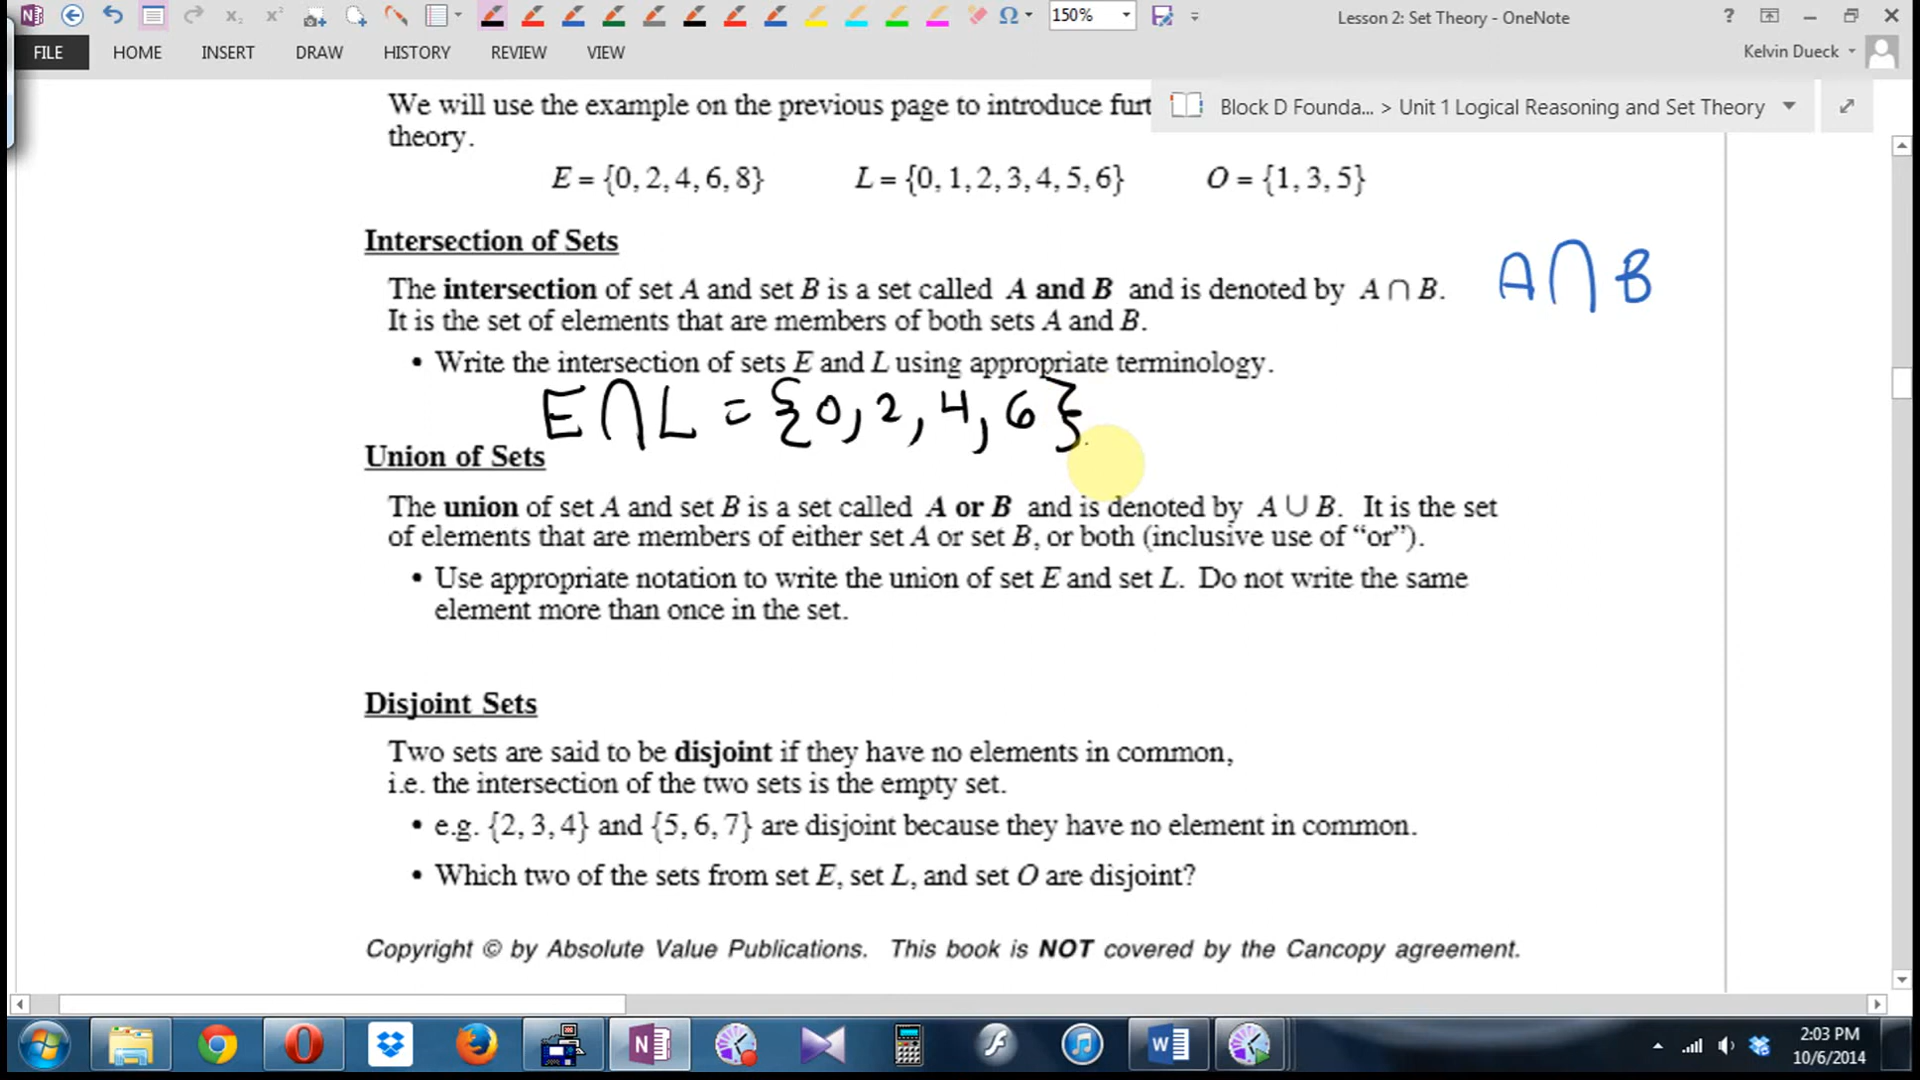 150%
Lesson 2: Set Theory - OneNote
FILE HOME INSERT DRAW HISTORY REVIEW VIEW
Kelvin Dueck
Block D Founda... > Unit 1 Logical Reasoning and Set Theory
We will use the example on the previous page to introduce furt
theory.
E = {0, 2, 4, 6, 8} L = {0, 1, 2, 3, 4, 5, 6} O = {1, 3, 5}
Intersection of Sets
The intersection of set A and set B is a set called A and B and is denoted by A ∩ B.
A ∩ B
It is the set of elements that are members of both sets A and B.
• Write the intersection of sets E and L using appropriate terminology.
E ∩ L = {0, 2, 4, 6}
Union of Sets
The union of set A and set B is a set called A or B and is denoted by A ∪ B. It is the set
of elements that are members of either set A or set B, or both (inclusive use of “or”).
• Use appropriate notation to write the union of set E and set L. Do not write the same
element more than once in the set.
Disjoint Sets
Two sets are said to be disjoint if they have no elements in common,
i.e. the intersection of the two sets is the empty set.
• e.g. {2, 3, 4} and {5, 6, 7} are disjoint because they have no element in common.
• Which two of the sets from set E, set L, and set O are disjoint?
Copyright © by Absolute Value Publications. This book is NOT covered by the Cancopy agreement.
2:03 PM
10/6/2014